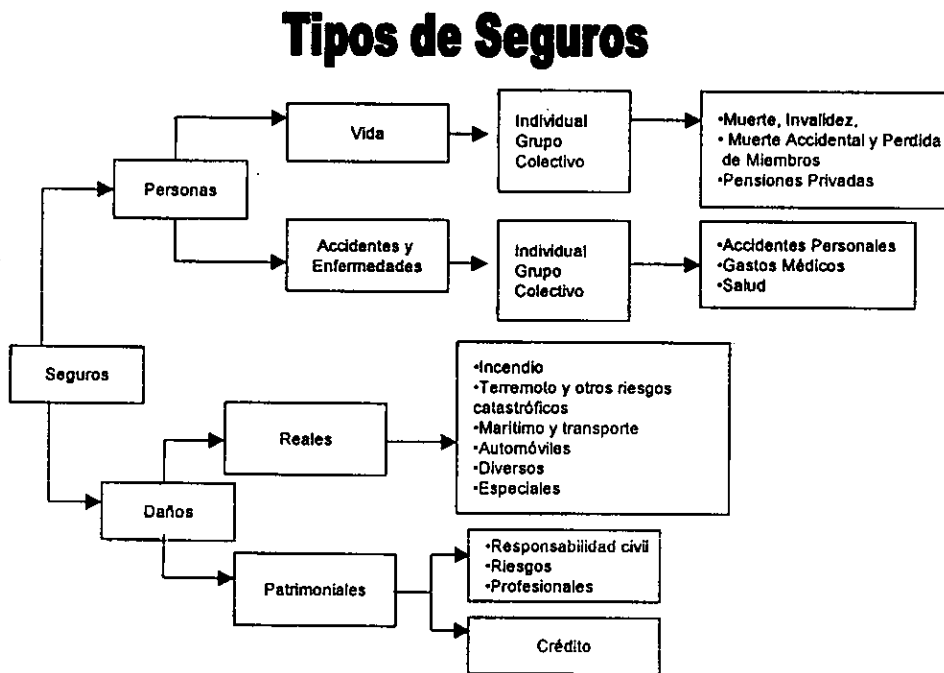 Tipos de Seguros
Vida
Individual
Grupo
Colectivo
•Muerte, Invalidez,
• Muerte Accidental y Perdida
de Miembros
•Pensiones Privadas
Personas
Accidentes y
Enfermedades
Individual
Grupo
Colectivo
•Accidentes Personales
•Gastos Médicos
•Salud
Seguros
Reales
•Incendio
•Terremoto y otros riesgos
catastróficos
•Marítimo y transporte
•Automóviles
•Diversos
•Especiales
Daños
Patrimoniales
•Responsabilidad civil
•Riesgos
•Profesionales
Crédito